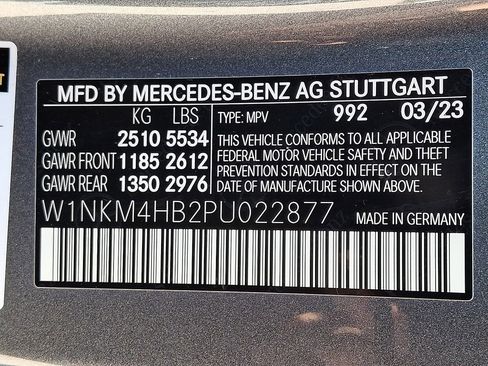 MFD BY MERCEDES-BENZ AG STUTTGART
KG LBS TYPE: MPV 992 03/23
GVWR 2510 5534 THIS VEHICLE CONFORMS TO ALL APPLICABLE
GAWR FRONT 1185 2612 FEDERAL MOTOR VEHICLE SAFETY AND THEFT
PREVENTION STANDARDS IN EFFECT ON THE
GAWR REAR 1350 2976 DATE OF MANUFACTURE SHOWN ABOVE.
W1NKM4HB2PU022877 MADE IN GERMANY